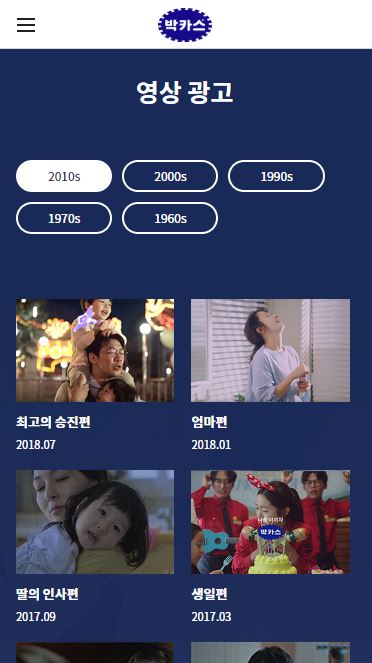 박카스
영상 광고
2010s
2000s
1990s
1970s
1960s
최고의 승진편
엄마편
2018.07
2018.01
박카스
딸의 인사편
생일편
2017.09
2017.03